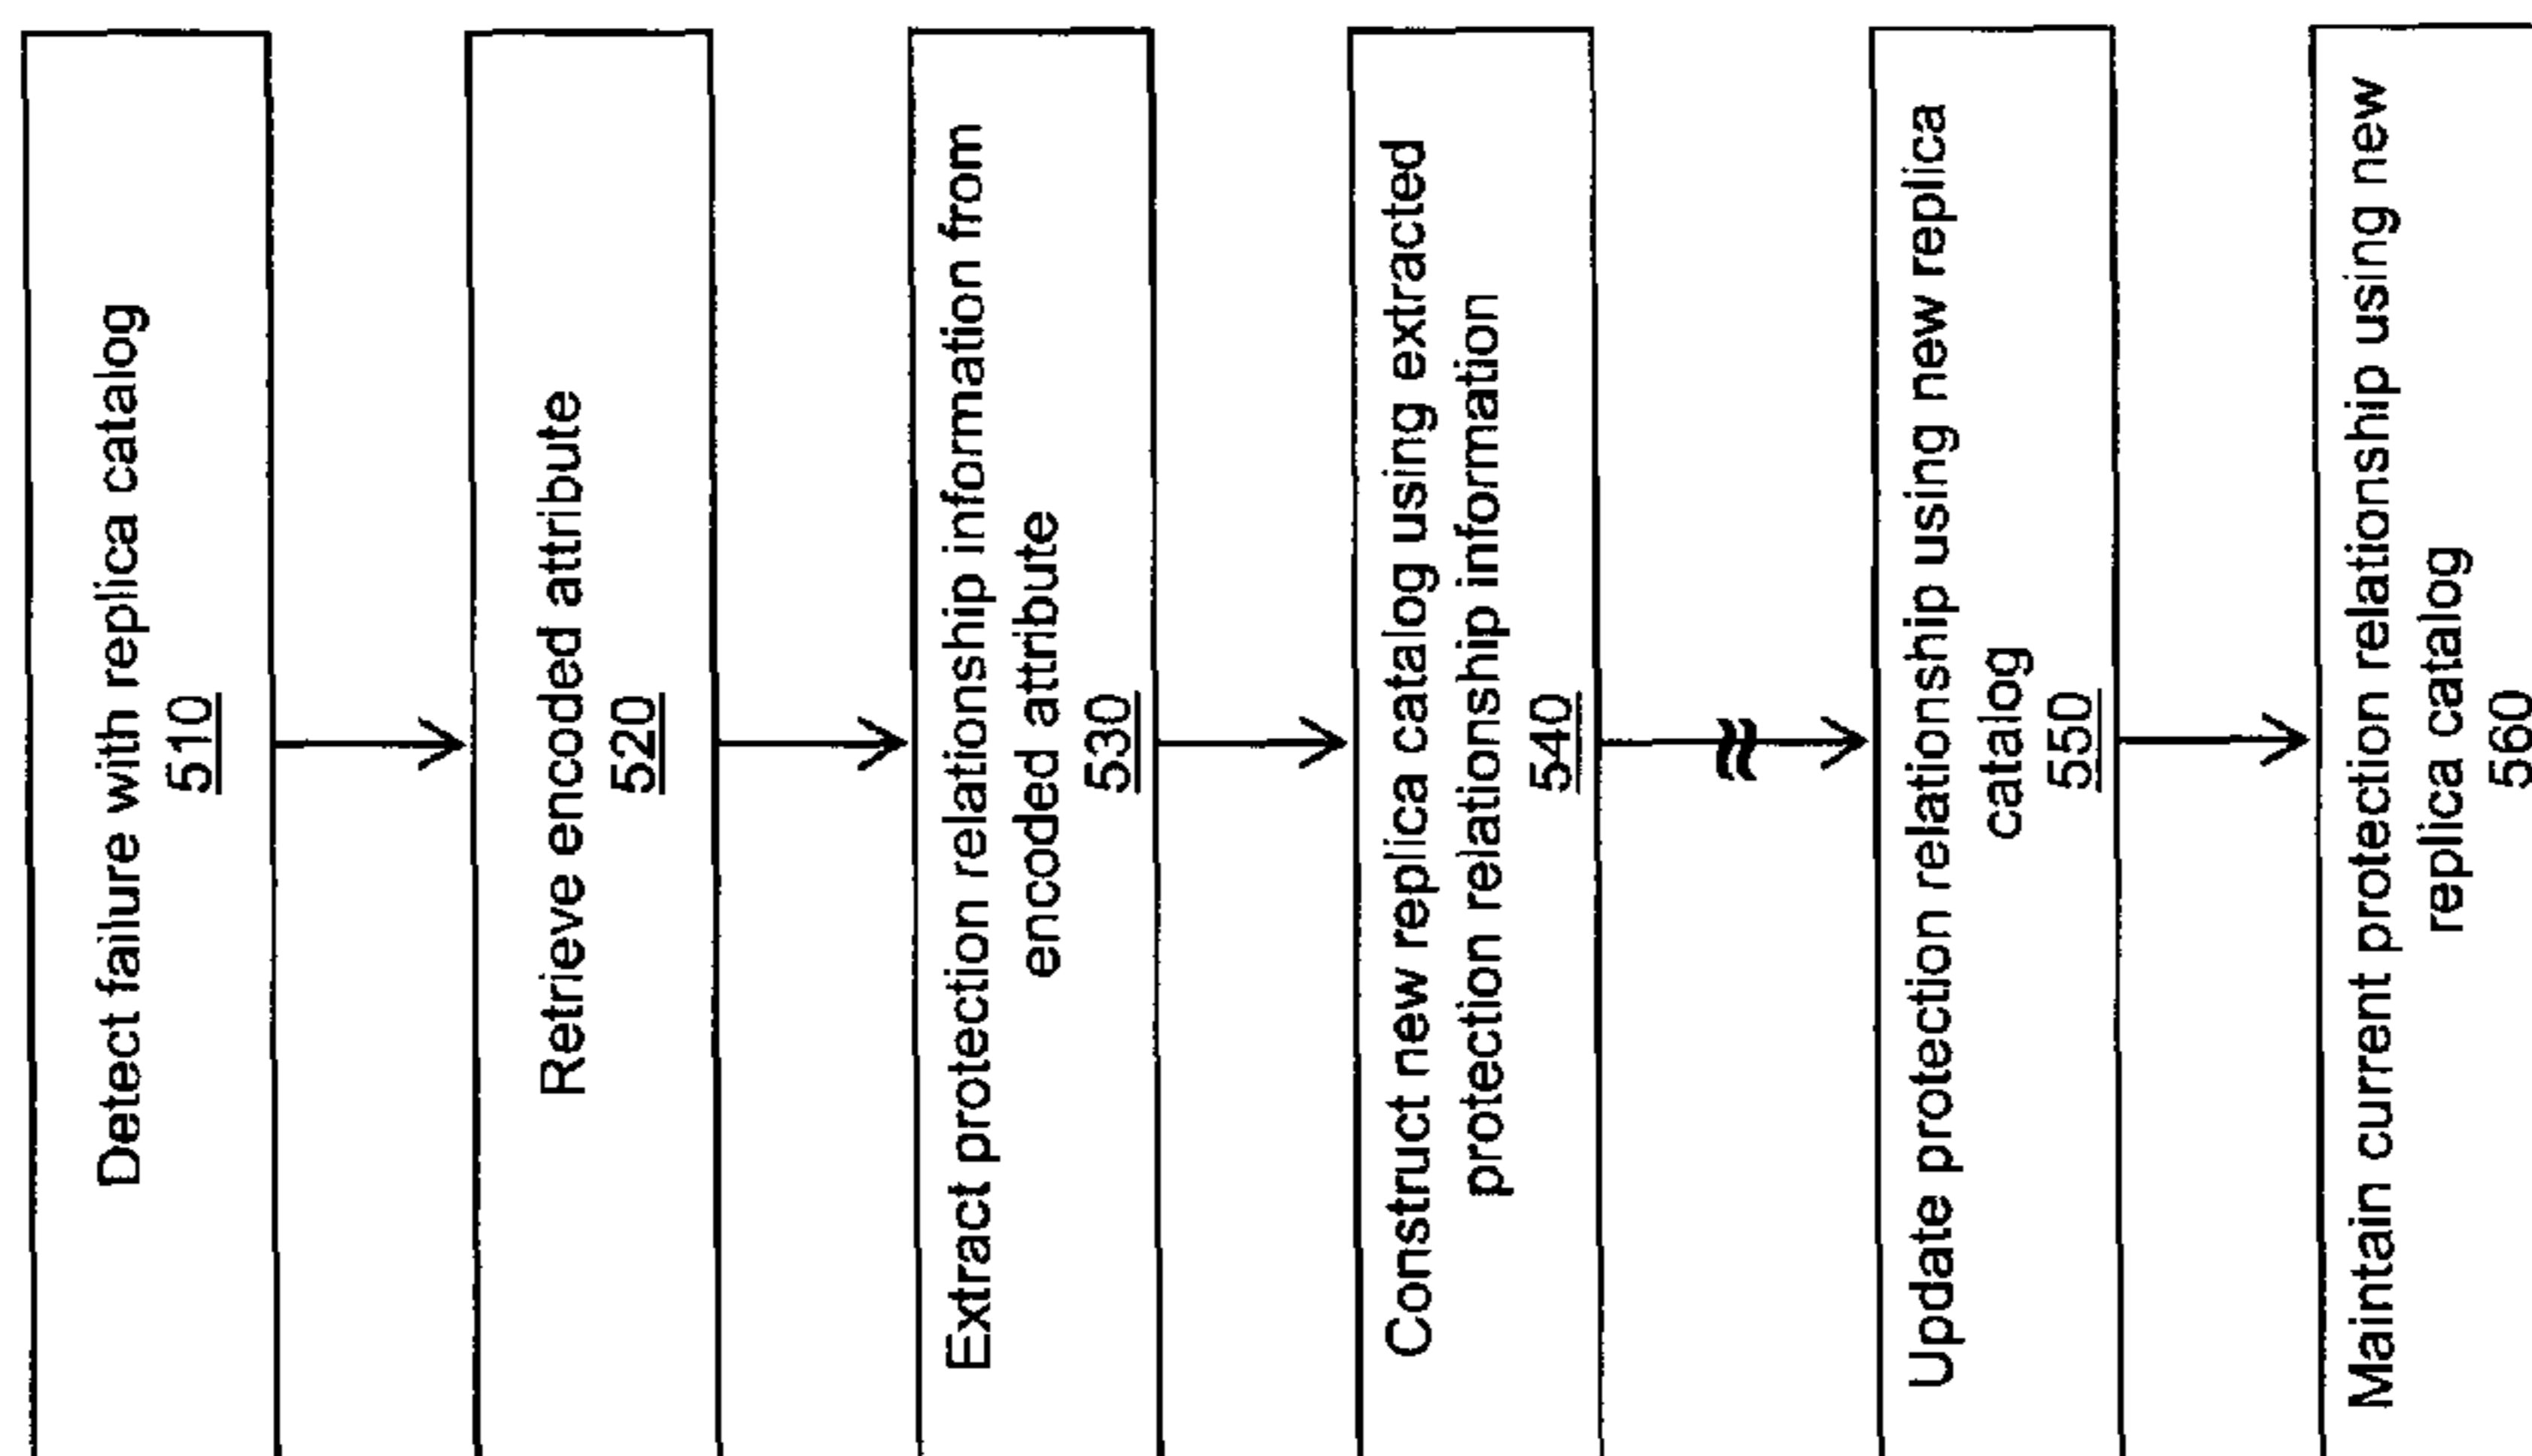 Detect failure with replica catalog
510
Retrieve encoded attribute
520
Extract protection relationship information from
encoded attribute
530
Construct new replica catalog using extracted
protection relationship information
540
Update protection relationship using new replica
catalog
550
Maintain current protection relationship using new
replica catalog
560